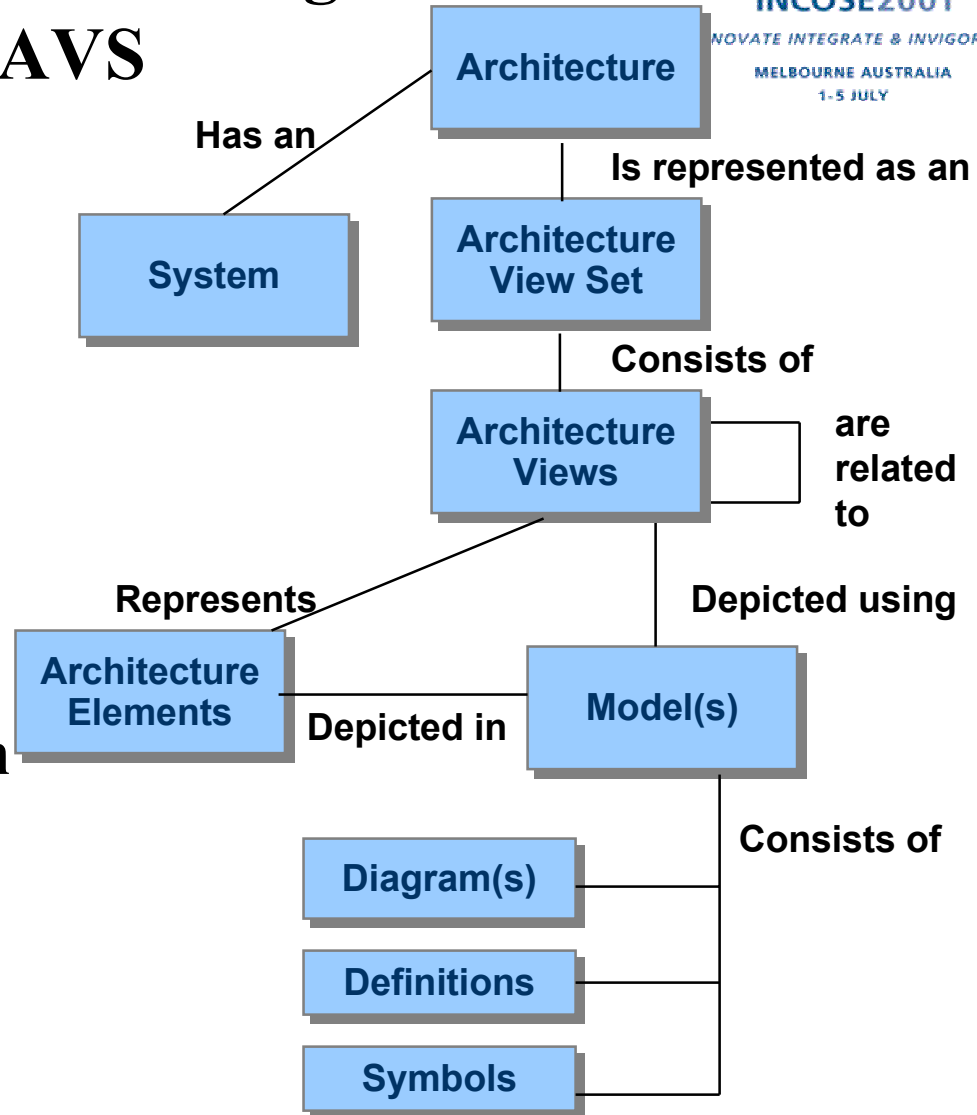 AVS
INCOSE2001
NOVATE INTEGRATE & INVIGOR
MELBOURNE AUSTRALIA
1-5 JULY
Architecture
Has an
Is represented as an
System
Architecture
View Set
Consists of
Architecture
Views
are
related
to
Represents
Depicted using
Architecture
Elements
Depicted in
Model(s)
Consists of
Diagram(s)
Definitions
Symbols